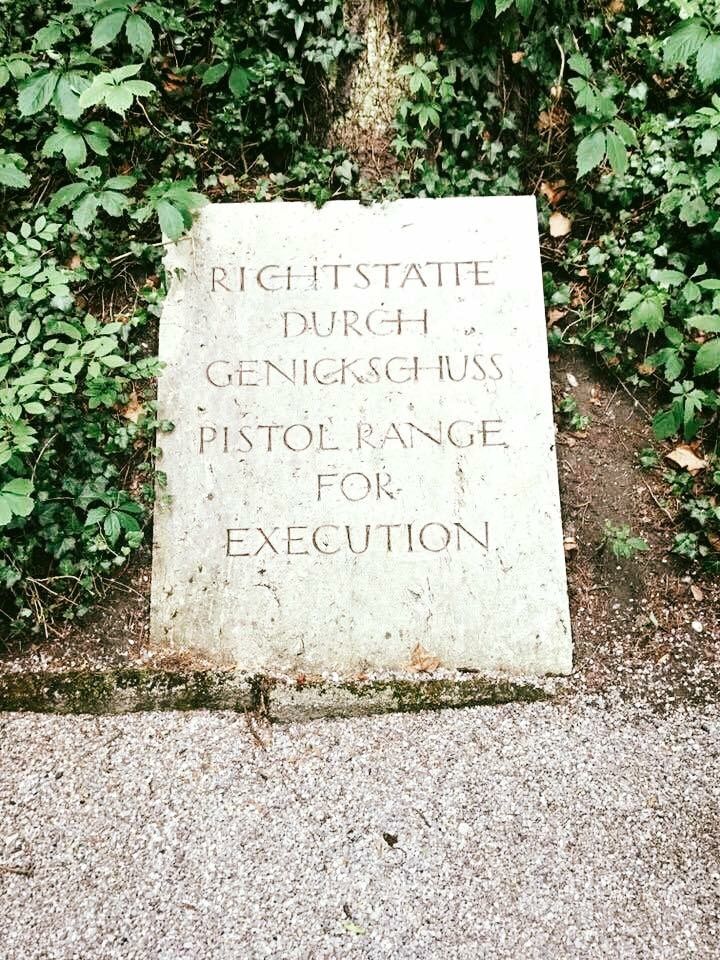 RICHTSTATTE
DURCH
GENICKSCHUSS
PISTOL RANGE
FOR
EXECUTION